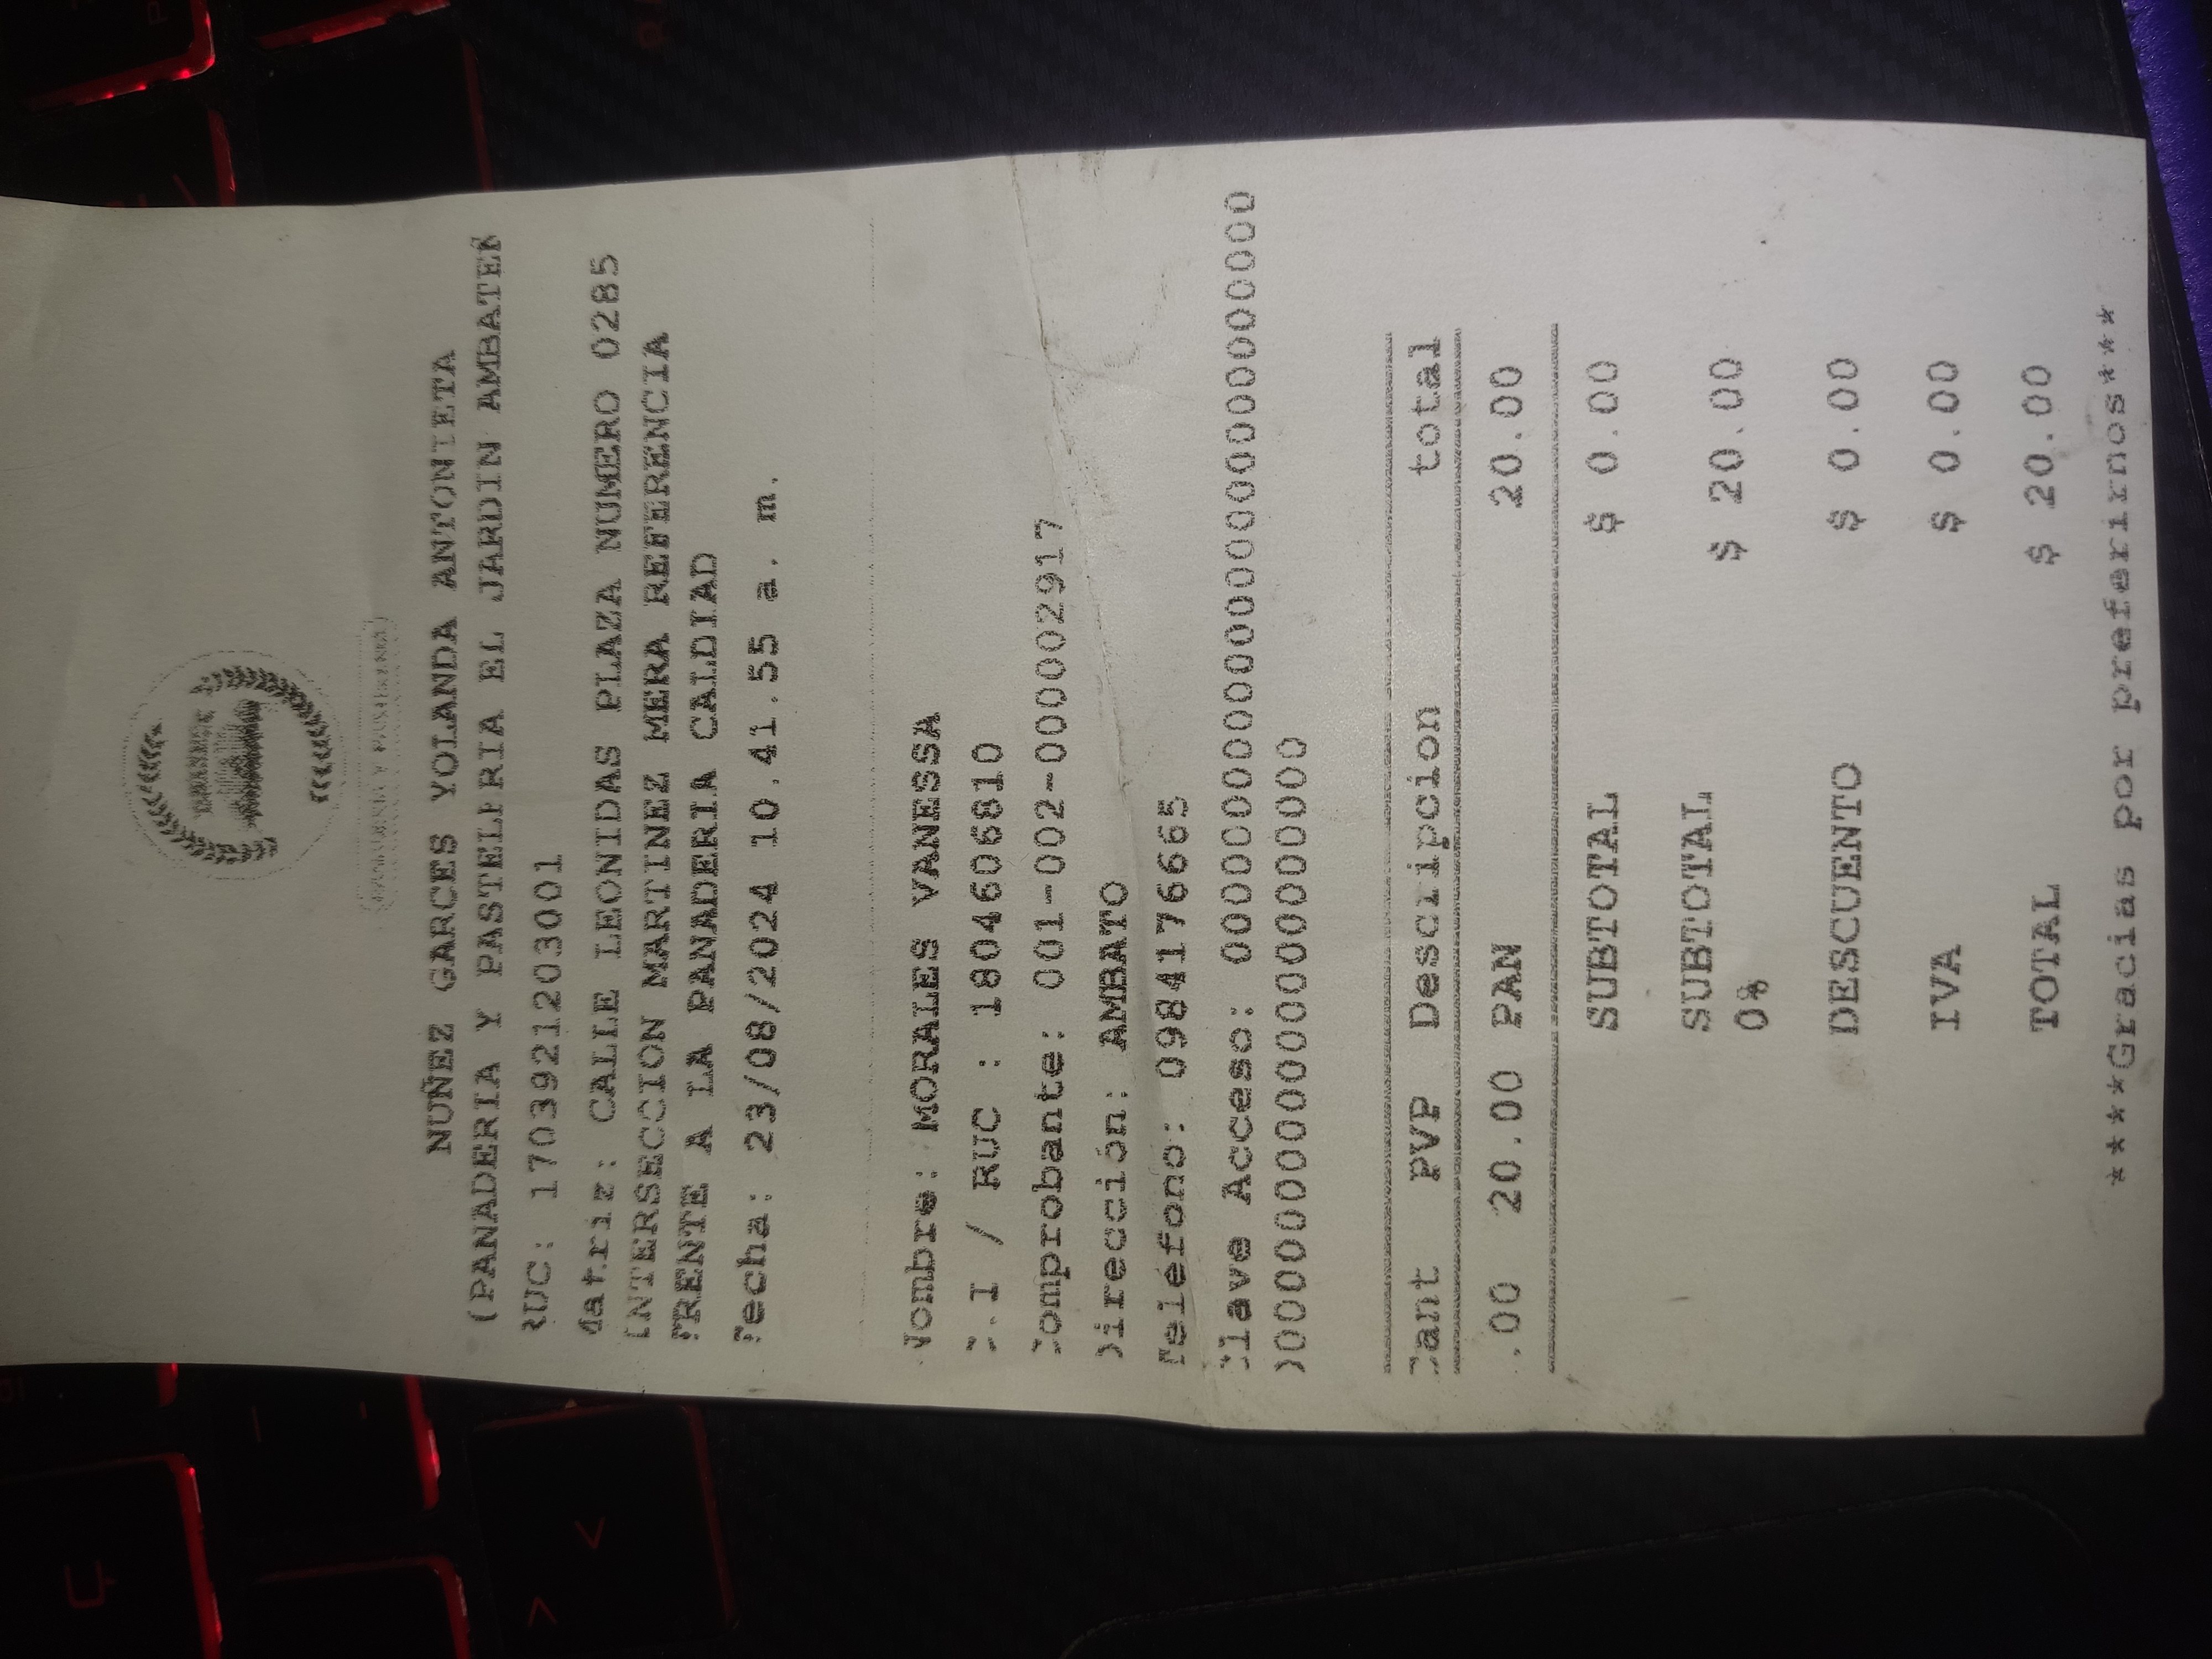 PANADERIA Y PASTELERIA
NUÑEZ GARCES YOLANDA ANTONIETA
(PANADERIA Y PASTELERIA EL JARDIN AMBATEÑ
RUC: 1703921203001
Matriz: CALLE LEONIDAS PLAZA NUMERO 0285
INTERSECCION MARTINEZ MERA REFERENCIA
FRENTE A LA PANADERIA CALDIAD
Fecha: 23/08/2024 10.41.55 a. m.
Nombre: MORALES VANESSA
C.I / RUC : 1804606810
Comprobante: 001-002-000002917
Dirección: AMBATO
Teléfono: 0984176665
Clave Acceso: 000000000000000000000000000
0000000000000000000000
Cant PVP Descripcion total
.00 20.00 PAN 20.00
SUBTOTAL $ 0.00
SUBTOTAL
0% $ 20.00
DESCUENTO $ 0.00
IVA $ 0.00
TOTAL $ 20.00
****Gracias por preferirnos***